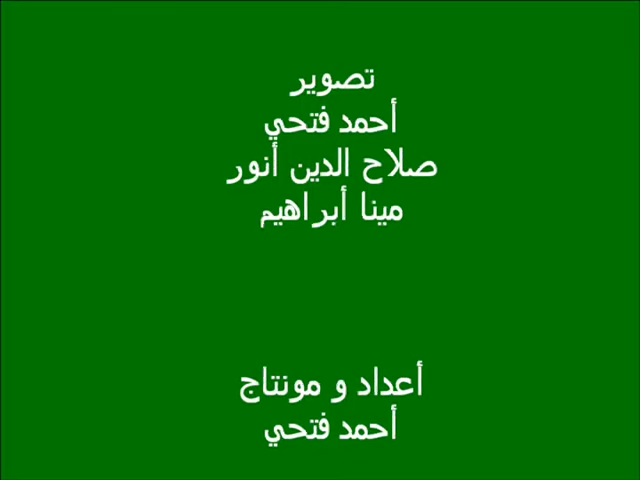 تصوير
أحمد فتحي
صلاح الدين أنور
مينا أبراهيم
أعداد و مونتاج
أحمد فتحي